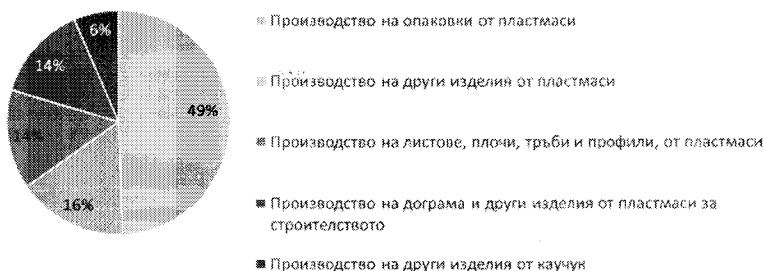 6%
Производство на опаковки от пластмаси
14%
Производство на други изделия от пластмаси
49%
14%
Производство на листове, плочи, тръби и профили, от пластмаси
16%
Производство на дограма и други изделия от пластмаси за
строителството
Производство на други изделия от каучук